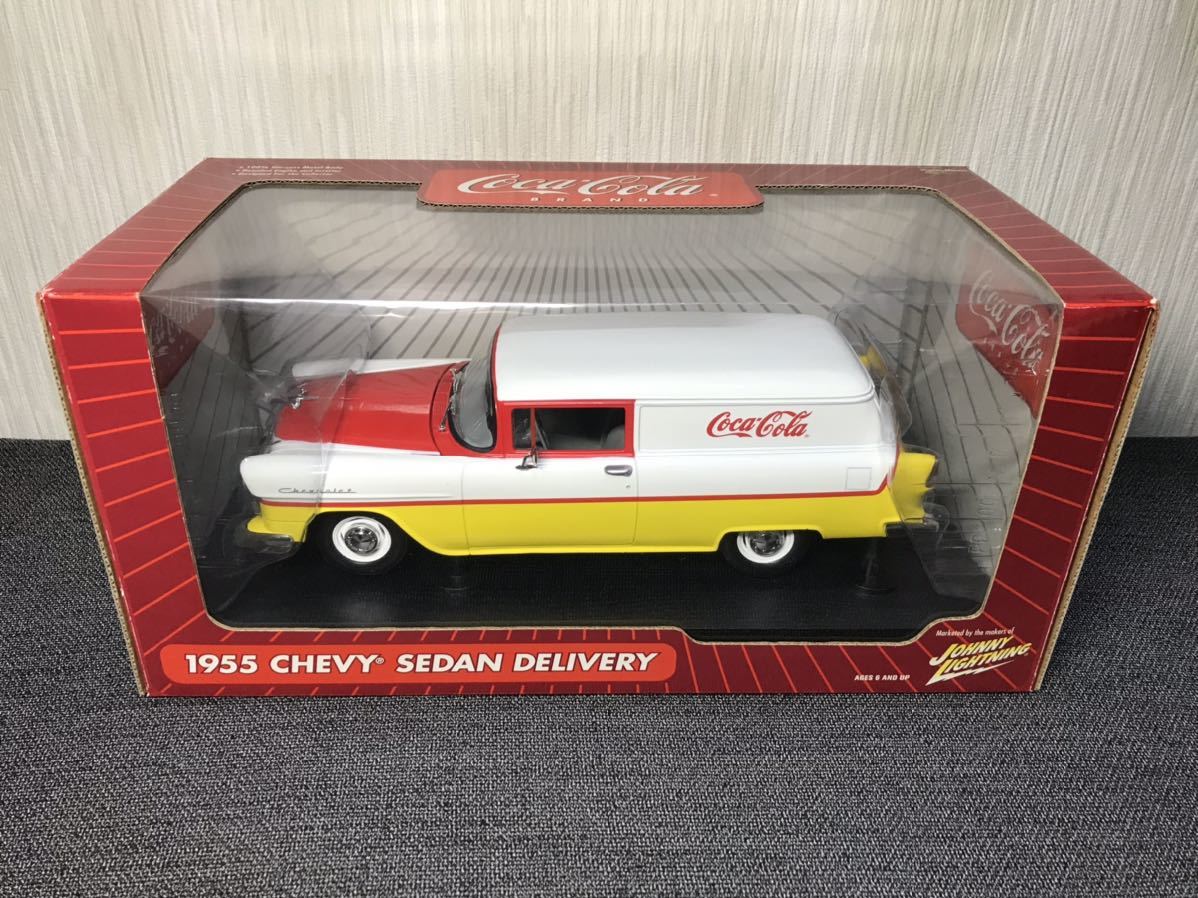 Coca-Cola ®
BRAND
Coca-Cola
Coca-Cola
Chevrolet
1955 CHEVY® SEDAN DELIVERY
Marketed by the makers of
JOHNNY
LIGHTNING
AGES 6 AND UP